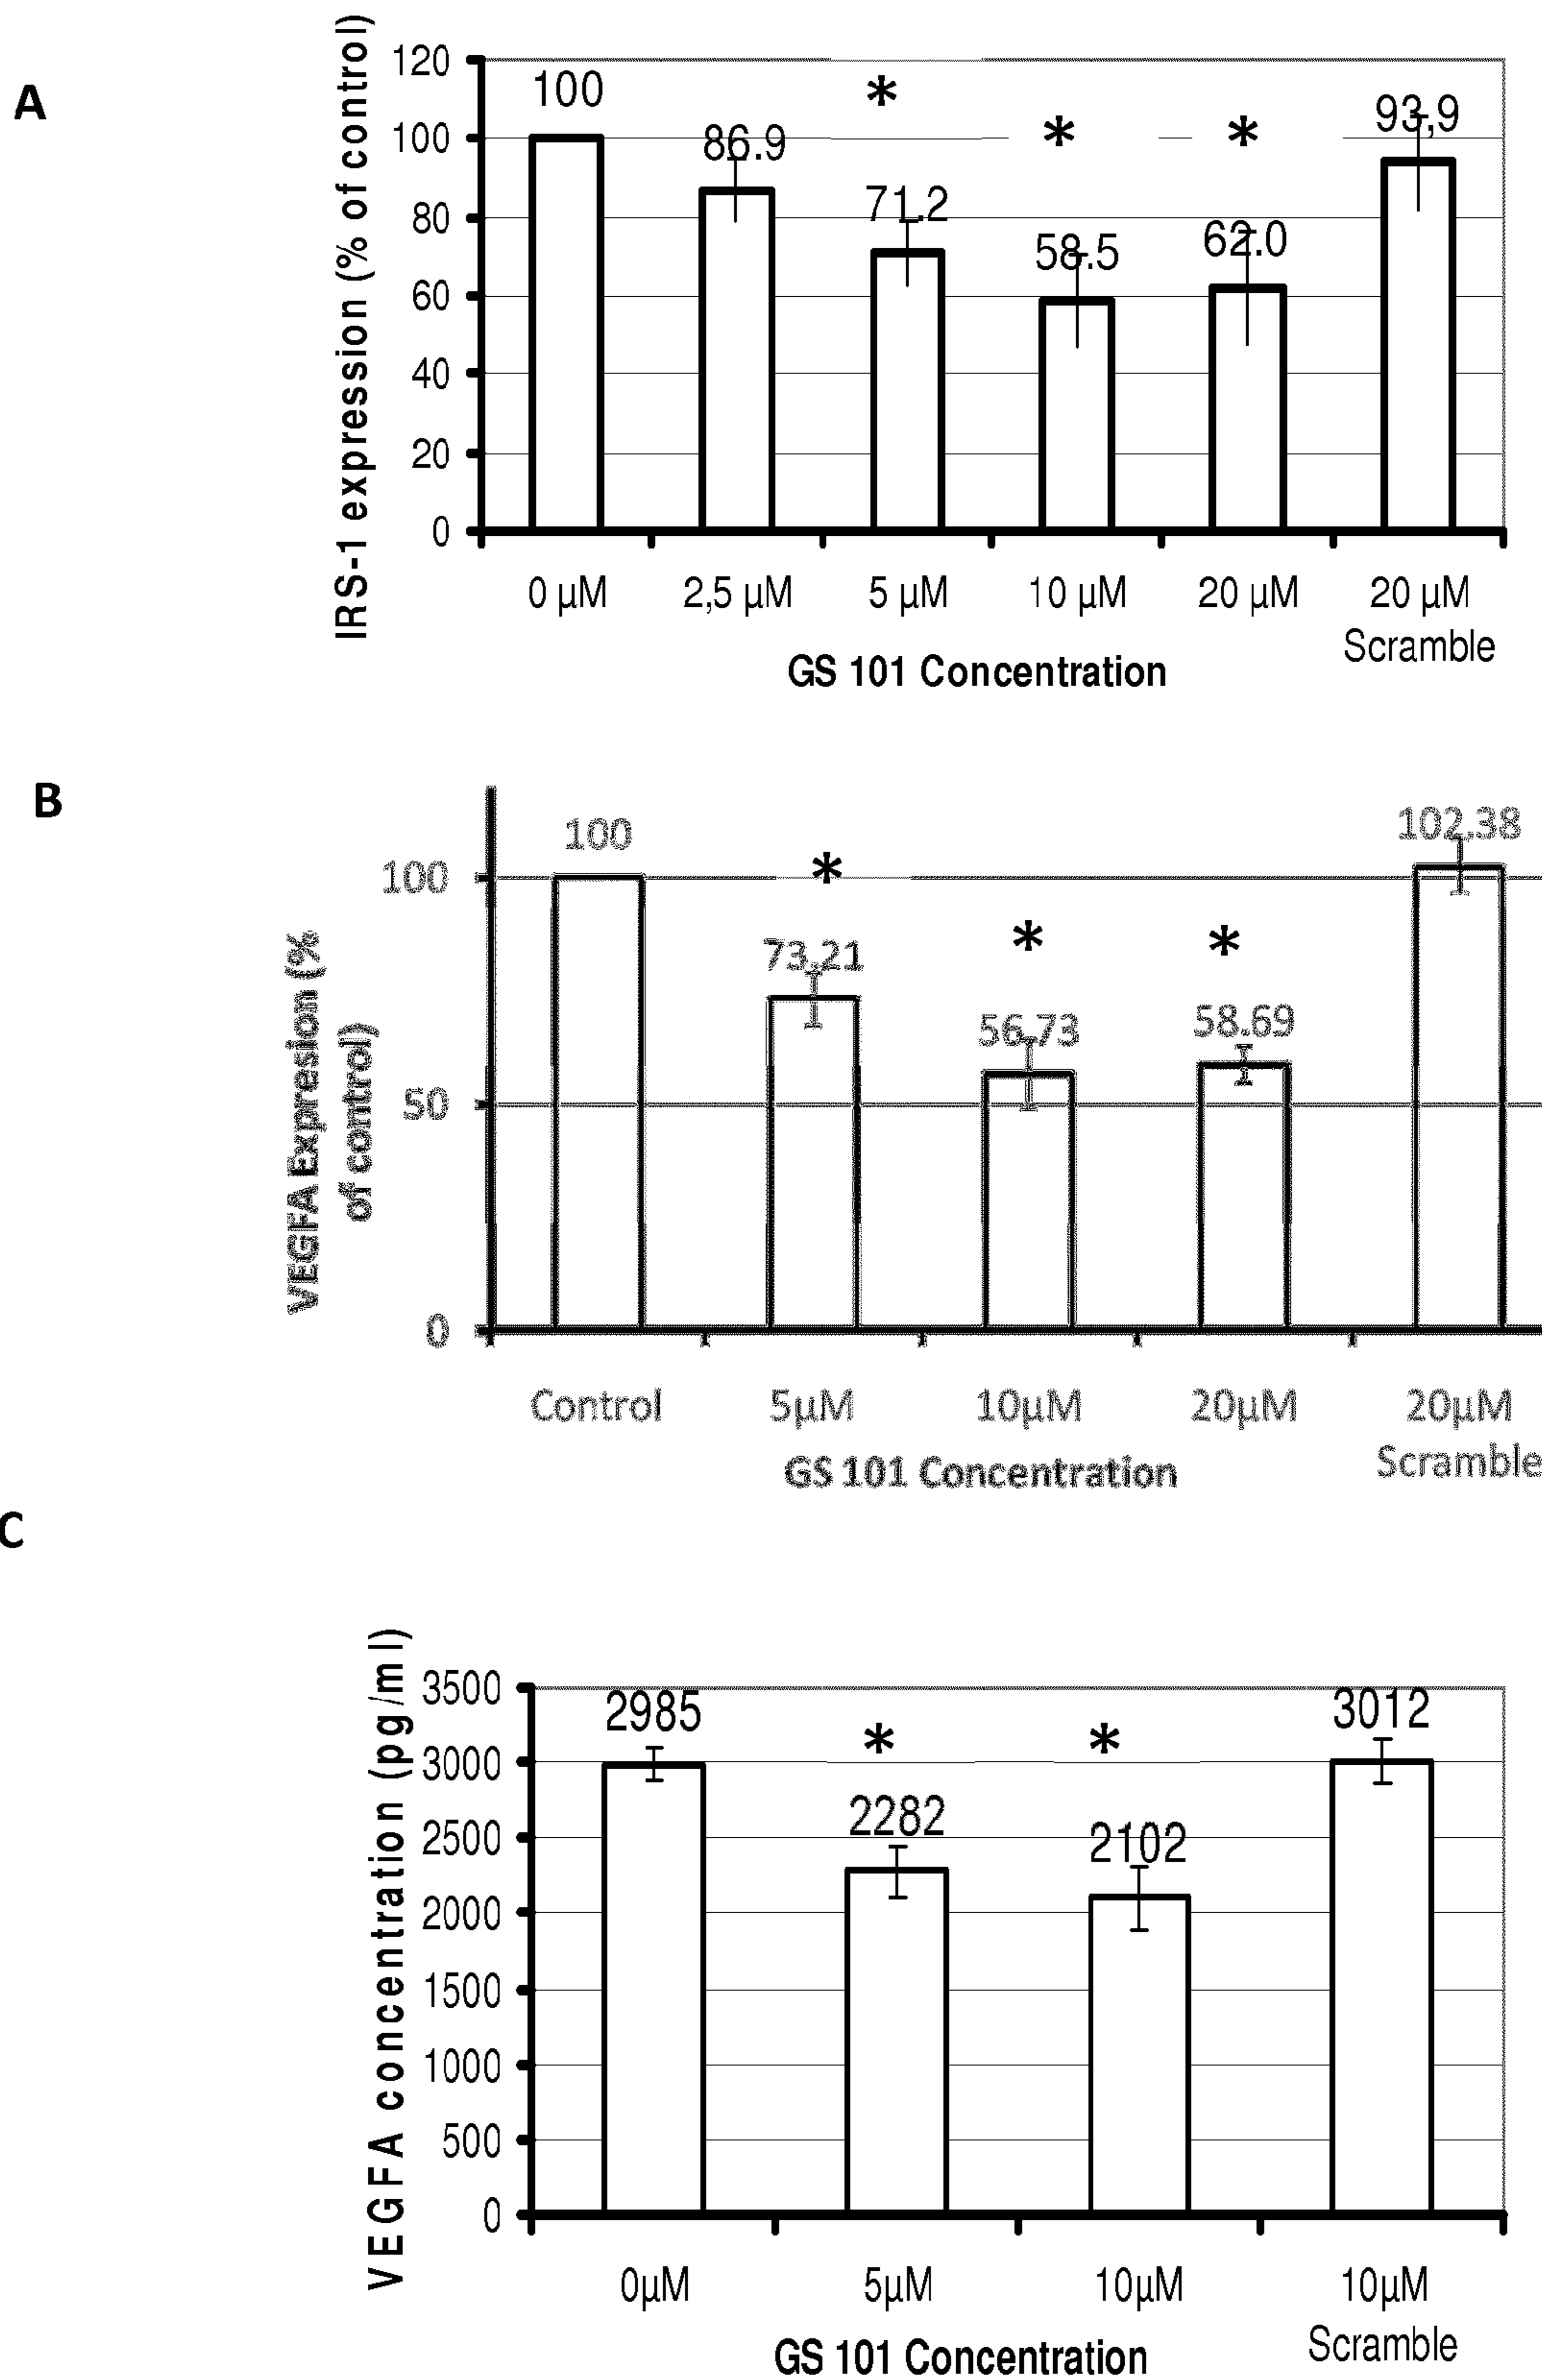 A
IRS-1 expression (% of control)
120
100
80
60
40
20
0
100
86.9
*
71.2
*
58.5
*
62.0
93,9
0 µM
2,5 µM
5 µM
10 µM
20 µM
20 µM
Scramble
GS 101 Concentration
B
VEGFA Expresion (%
of control)
100
50
0
100
*
73,21
*
56,73
*
58.69
102,38
Control
5µM
10µM
20µM
20µM
Scramble
GS 101 Concentration
C
VEGFA concentration (pg/ml)
3500
3000
2500
2000
1500
1000
500
0
2985
*
2282
*
2102
3012
0µM
5µM
10µM
10µM
Scramble
GS 101 Concentration